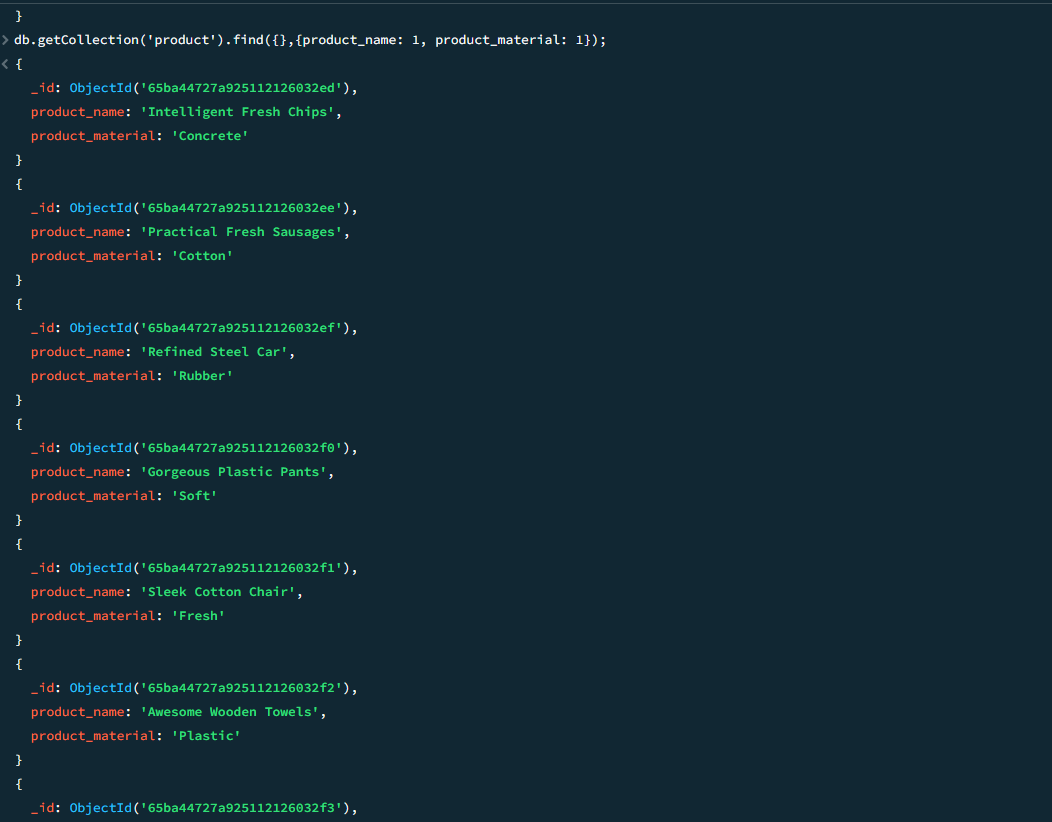 }
> db.getCollection('product').find({},{product_name: 1, product_material: 1});
< {
_id: ObjectId('65ba44727a925112126032ed'),
product_name: 'Intelligent Fresh Chips',
product_material: 'Concrete'
}
{
_id: ObjectId('65ba44727a925112126032ee'),
product_name: 'Practical Fresh Sausages',
product_material: 'Cotton'
}
{
_id: ObjectId('65ba44727a925112126032ef'),
product_name: 'Refined Steel Car',
product_material: 'Rubber'
}
{
_id: ObjectId('65ba44727a925112126032f0'),
product_name: 'Gorgeous Plastic Pants',
product_material: 'Soft'
}
{
_id: ObjectId('65ba44727a925112126032f1'),
product_name: 'Sleek Cotton Chair',
product_material: 'Fresh'
}
{
_id: ObjectId('65ba44727a925112126032f2'),
product_name: 'Awesome Wooden Towels',
product_material: 'Plastic'
}
{
_id: ObjectId('65ba44727a925112126032f3'),